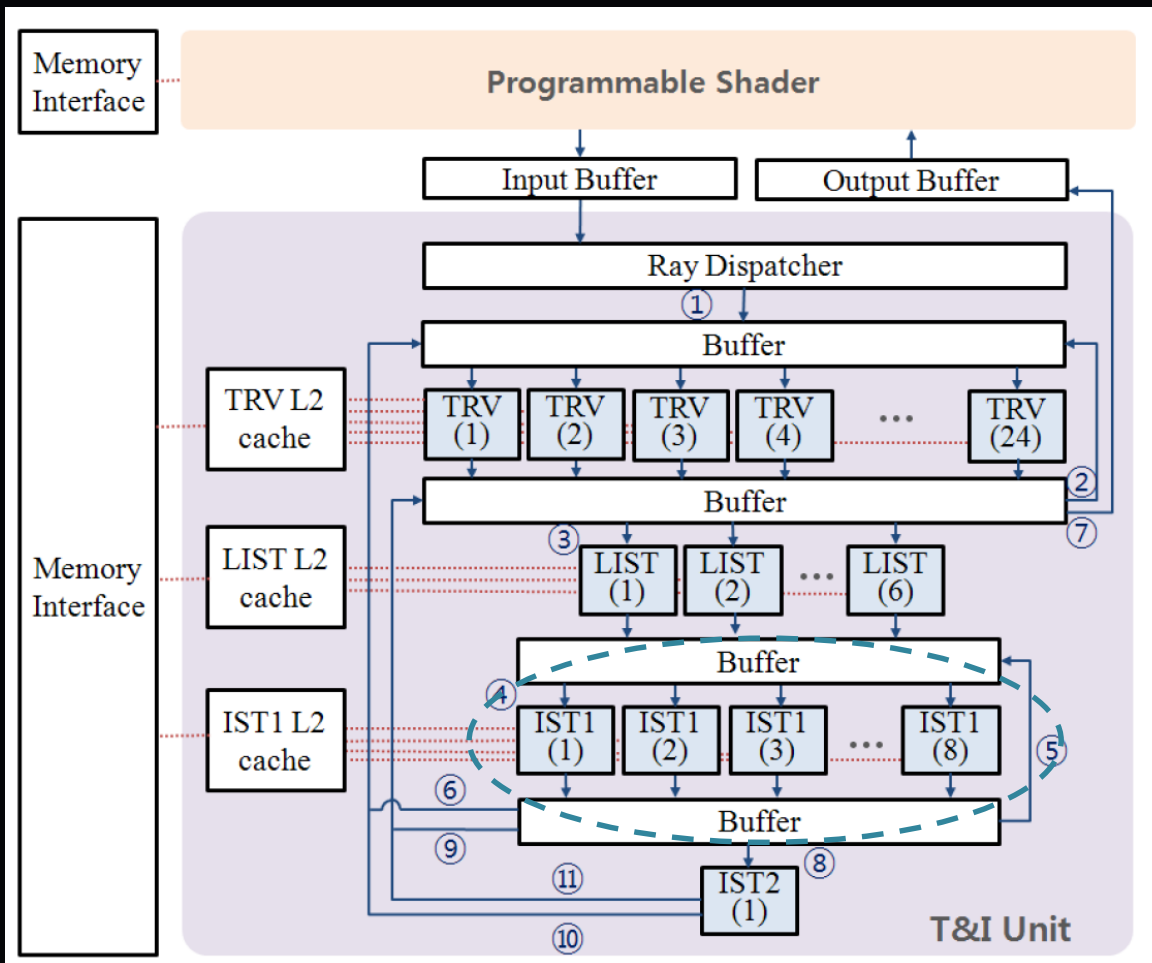 Memory
Interface
Programmable Shader
Input Buffer
Output Buffer
Ray Dispatcher
①
Buffer
TRV L2
cache
TRV
(1)
TRV
(2)
TRV
(3)
TRV
(4)
...
TRV
(24)
②
Buffer
⑦
③
Memory
Interface
LIST L2
cache
LIST
(1)
LIST
(2)
...
LIST
(6)
Buffer
④
IST1 L2
cache
IST1
(1)
IST1
(2)
IST1
(3)
...
IST1
(8)
⑤
⑥
Buffer
⑨
⑧
⑪
IST2
(1)
⑩
T&I Unit